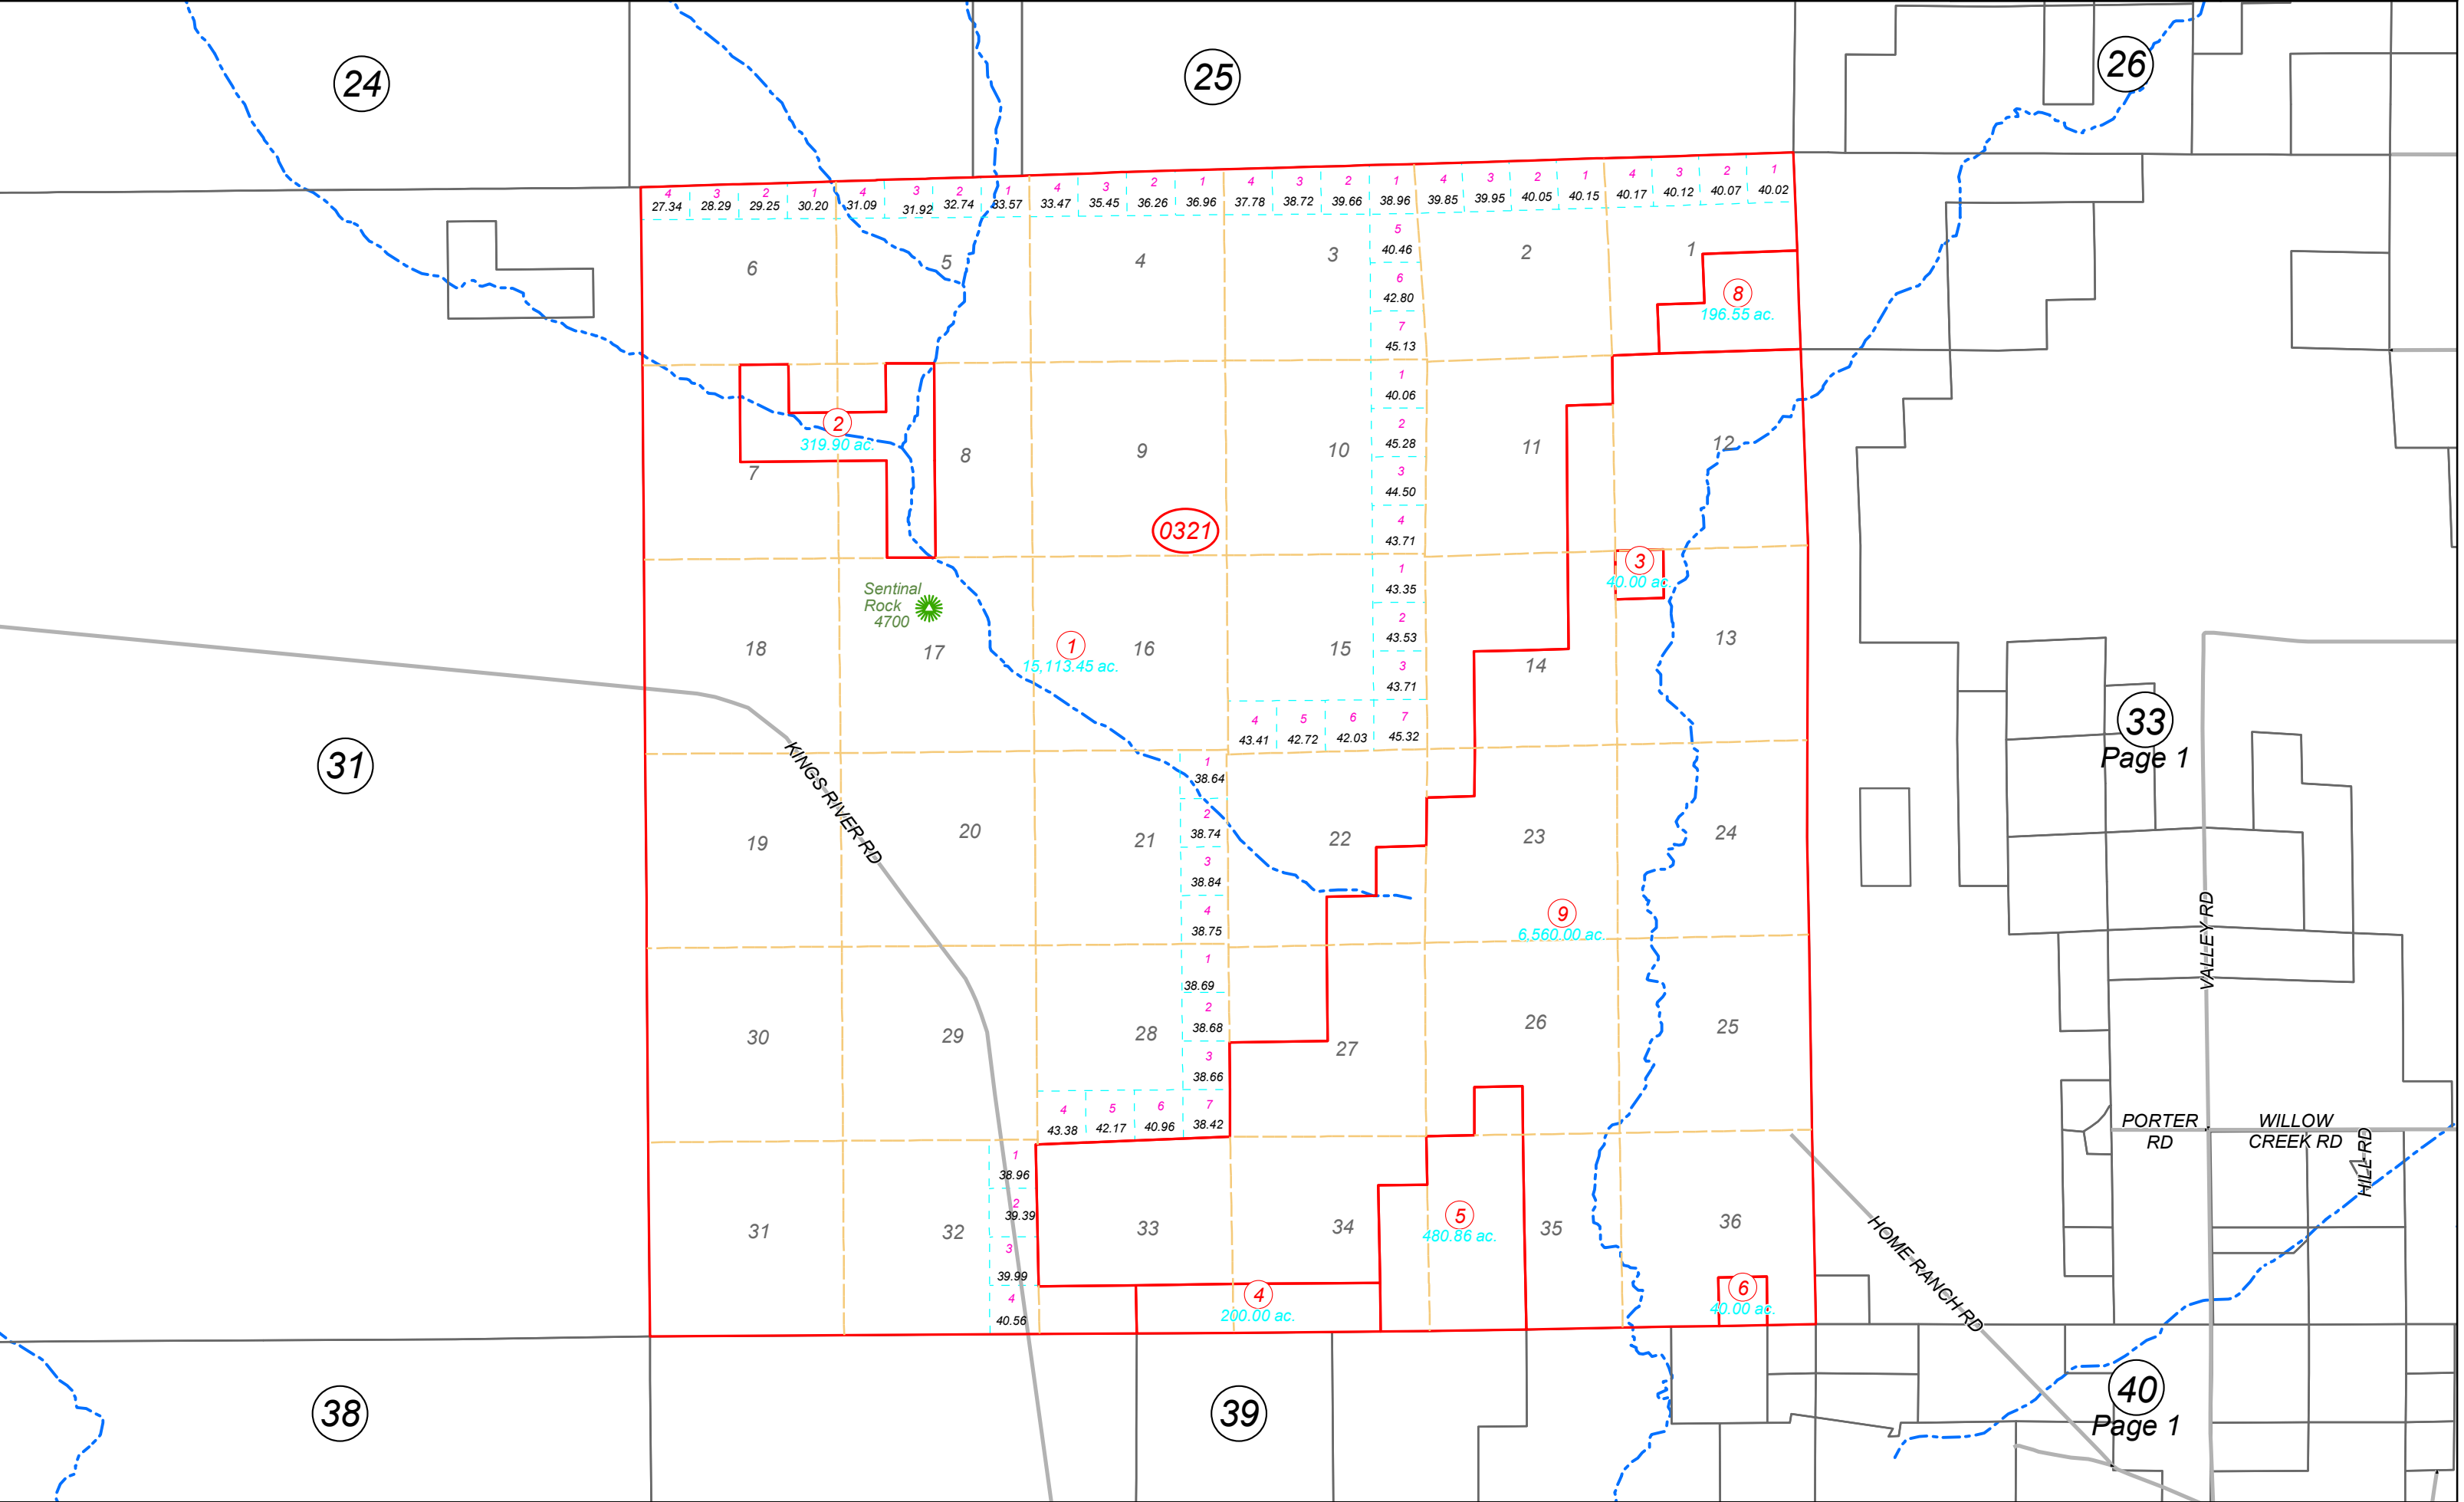 24
25
26
4 3 2 1 4 3 2 1 4 3 2 1 4 3 2 1 4 3 2 1 4 3 2 1
27.34 28.29 29.25 30.20 31.09 31.92 32.74 33.57 33.47 35.45 36.26 36.96 37.78 38.72 39.66 38.96 39.85 39.95 40.05 40.15 40.17 40.12 40.07 40.02
5
40.46
6 5 4 3 2 1
6
42.80
8
196.55 ac.
7
45.13
1
40.06
2
319.90 ac.
2
45.28
7 8 9 10 11 12
3
44.50
0321
4
43.71
3
40.00 ac.
1
43.35
Sentinal
Rock
4700
2
43.53
1
15,113.45 ac.
18 17 16 15 14 13
3
43.71
4 5 6 7
43.41 42.72 42.03 45.32
31
33
Page 1
KINGS RIVER RD
1
38.64
2
38.74
19 20 21 22 23 24
3
38.84
4
38.75
9
6,560.00 ac.
VALLEY RD
1
38.69
2
38.68
30 29 28 27 26 25
3
38.66
4 5 6 7
43.38 42.17 40.96 38.42
PORTER
RD
WILLOW
CREEK RD
HILL RD
1
38.96
2
39.39
31 32 33 34 35 36
5
480.86 ac.
3
39.99
4
40.56
4
200.00 ac.
6
40.00 ac.
HOME RANCH RD
38
39
40
Page 1